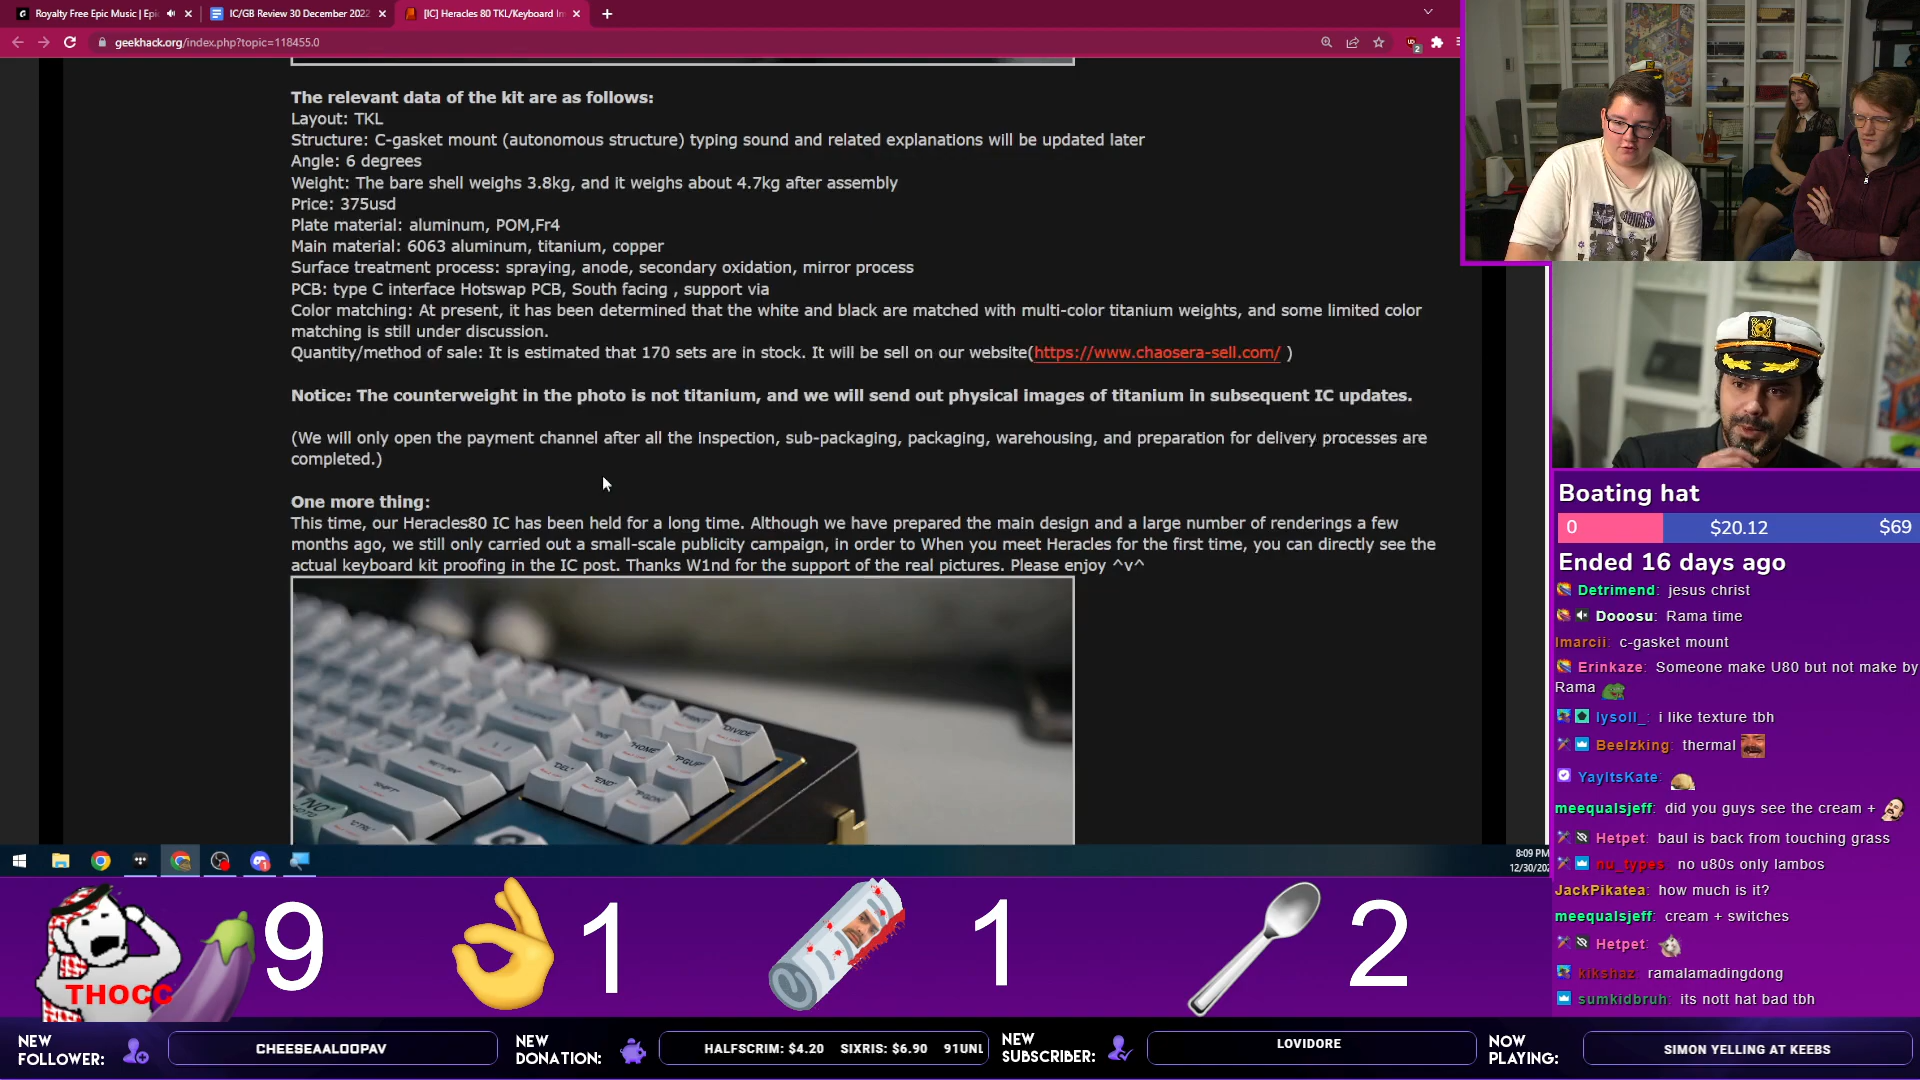 Royalty Free Epic Music | Epi
IC/GB Review 30 December 2022
[IC] Heracles 80 TKL/Keyboard In
geekhack.org/index.php?topic=118455.0
The relevant data of the kit are as follows:
Layout: TKL
Structure: C-gasket mount (autonomous structure) typing sound and related explanations will be updated later
Angle: 6 degrees
Weight: The bare shell weighs 3.8kg, and it weighs about 4.7kg after assembly
Price: 375usd
Plate material: aluminum, POM,Fr4
Main material: 6063 aluminum, titanium, copper
Surface treatment process: spraying, anode, secondary oxidation, mirror process
PCB: type C interface Hotswap PCB, South facing , support via
Color matching: At present, it has been determined that the white and black are matched with multi-color titanium weights, and some limited color
matching is still under discussion.
Quantity/method of sale: It is estimated that 170 sets are in stock. It will be sell on our website(https://www.chaosera-sell.com/ )
Notice: The counterweight in the photo is not titanium, and we will send out physical images of titanium in subsequent IC updates.
(We will only open the payment channel after all the inspection, sub-packaging, packaging, warehousing, and preparation for delivery processes are
completed.)
One more thing:
This time, our Heracles80 IC has been held for a long time. Although we have prepared the main design and a large number of renderings a few
months ago, we still only carried out a small-scale publicity campaign, in order to When you meet Heracles for the first time, you can directly see the
actual keyboard kit proofing in the IC post. Thanks W1nd for the support of the real pictures. Please enjoy ^v^
"DIVIDE"
"HOME"
"PGUP"
"DEL"
"END"
"PGDN"
"RETURN"
"SHIFT"
"NO"
"CTRL"
8:09 PM
12/30/202
Boating hat
0 $20.12 $69
Ended 16 days ago
Detrimend: jesus christ
Dooosu: Rama time
lmarcii: c-gasket mount
Erinkaze: Someone make U80 but not make by
Rama
lysoll_: i like texture tbh
Beelzking: thermal
YayItsKate:
meequalsjeff: did you guys see the cream +
Hetpet: baul is back from touching grass
nu_types: no u80s only lambos
JackPikatea: how much is it?
meequalsjeff: cream + switches
Hetpet:
kikshaz: ramalamadingdong
sumkidbruh: its nott hat bad tbh
THOCC
9
1
1
2
NEW FOLLOWER:
CHEESEAALOOPAV
NEW DONATION:
HALFSCRIM: $4.20 SIXRIS: $6.90 91UNL
NEW SUBSCRIBER:
LOVIDORE
NOW PLAYING:
SIMON YELLING AT KEEBS